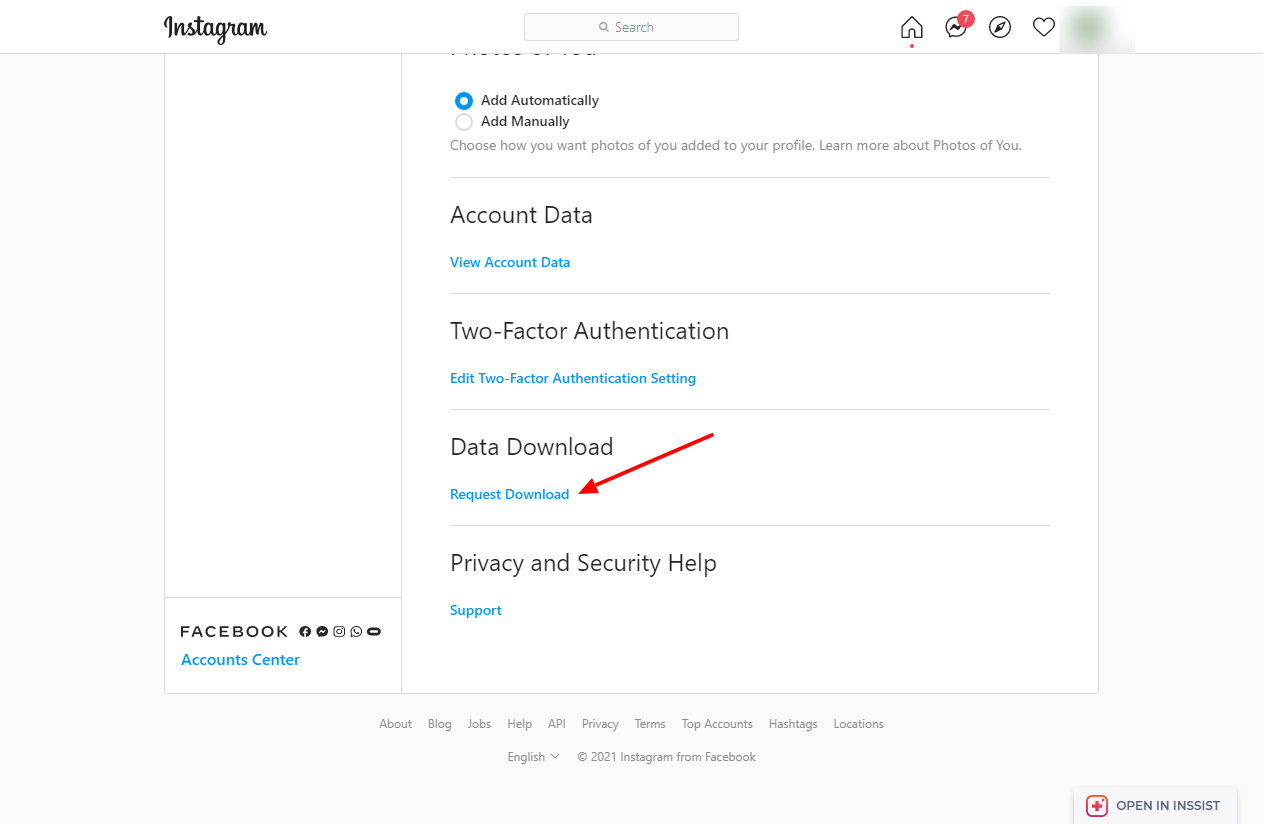 Instagram
Search
7
Photos of You
Add Automatically
Add Manually
Choose how you want photos of you added to your profile. Learn more about Photos of You.
Account Data
View Account Data
Two-Factor Authentication
Edit Two-Factor Authentication Setting
Data Download
Request Download
Privacy and Security Help
Support
FACEBOOK
Accounts Center
About Blog Jobs Help API Privacy Terms Top Accounts Hashtags Locations
English © 2021 Instagram from Facebook
OPEN IN INSSIST